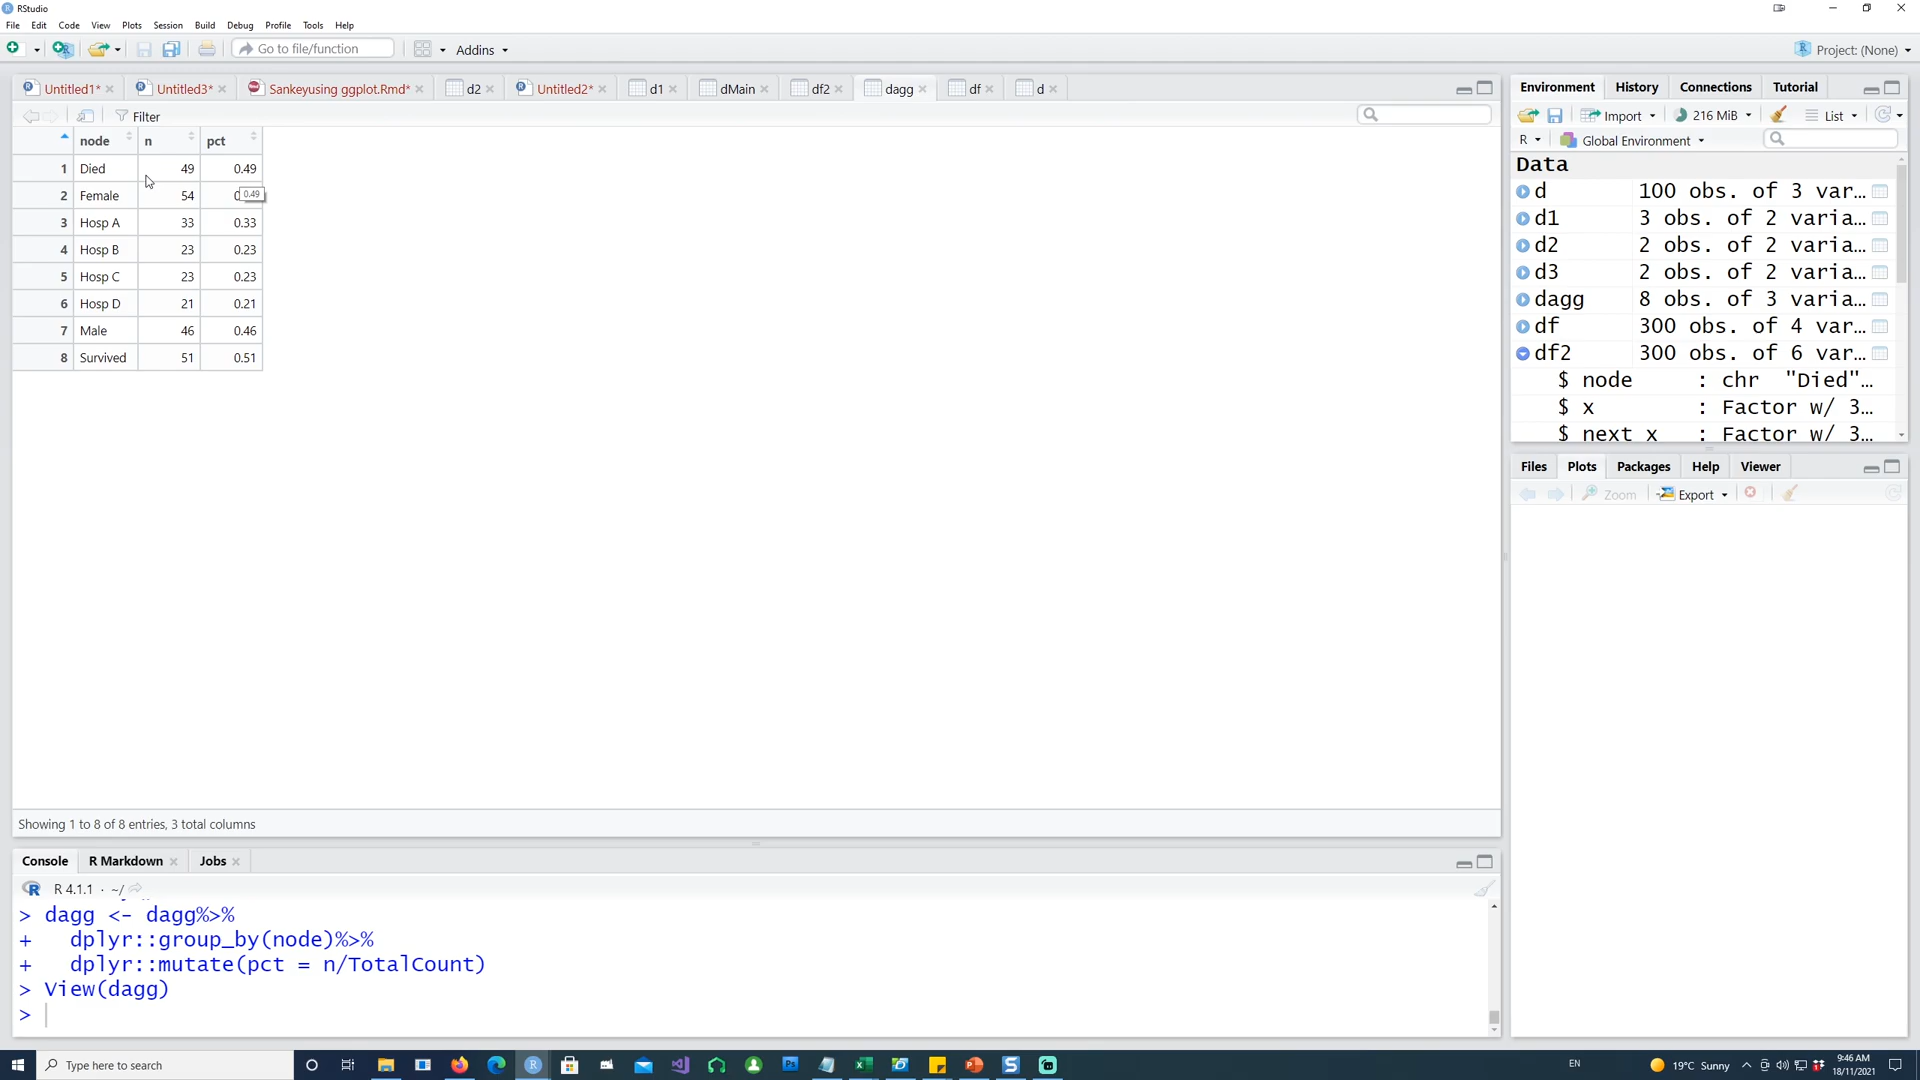 RStudio
File Edit Code View Plots Session Build Debug Profile Tools Help
Go to file/function Addins Project: (None)
Untitled1* Untitled3* Sankeyusing ggplot.Rmd* d2 Untitled2* d1 dMain df2 dagg df d
Filter
node n pct
1 Died 49 0.49
2 Female 54 0.49
3 Hosp A 33 0.33
4 Hosp B 23 0.23
5 Hosp C 23 0.23
6 Hosp D 21 0.21
7 Male 46 0.46
8 Survived 51 0.51
Showing 1 to 8 of 8 entries, 3 total columns
Console R Markdown Jobs
R 4.1.1 · ~/
> dagg <- dagg%>%
+ dplyr::group_by(node)%>%
+ dplyr::mutate(pct = n/TotalCount)
> View(dagg)
>
Environment History Connections Tutorial
Import 216 MiB List
R Global Environment
Data
d 100 obs. of 3 var…
d1 3 obs. of 2 varia…
d2 2 obs. of 2 varia…
d3 2 obs. of 2 varia…
dagg 8 obs. of 3 varia…
df 300 obs. of 4 var…
df2 300 obs. of 6 var…
$ node : chr "Died"…
$ x : Factor w/ 3…
$ next_x : Factor w/ 3…
Files Plots Packages Help Viewer
Zoom Export
Type here to search
EN
19°C Sunny
9:46 AM
18/11/2021